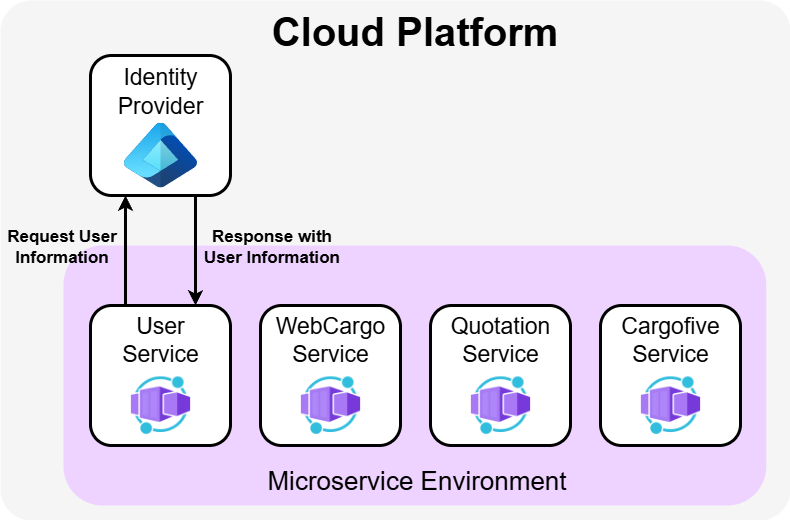 Cloud Platform
Identity
Provider
Request User
Information
Response with
User Information
User
Service
WebCargo
Service
Quotation
Service
Cargofive
Service
Microservice Environment